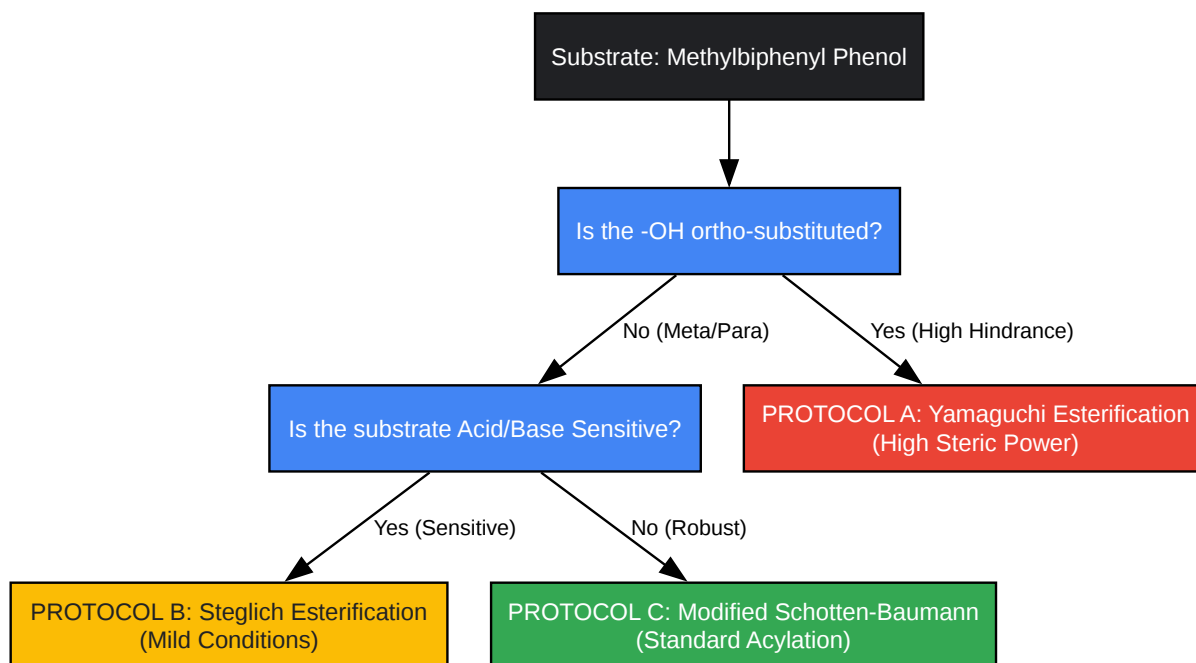 Substrate: Methylbiphenyl Phenol
Is the -OH ortho-substituted?
No (Meta/Para)
Yes (High Hindrance)
Is the substrate Acid/Base Sensitive?
PROTOCOL A: Yamaguchi Esterification
(High Steric Power)
Yes (Sensitive)
No (Robust)
PROTOCOL B: Steglich Esterification
(Mild Conditions)
PROTOCOL C: Modified Schotten-Baumann
(Standard Acylation)